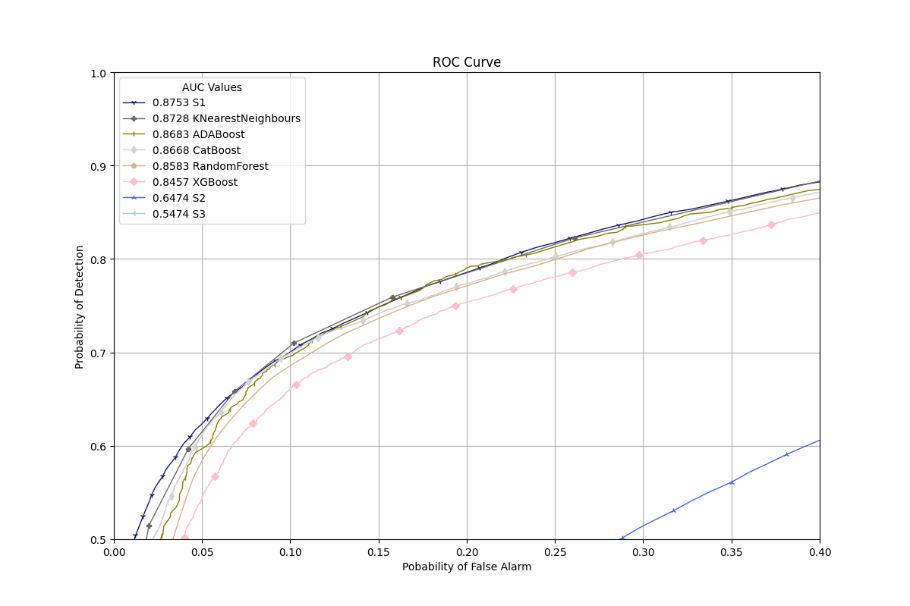 ROC Curve
AUC Values
0.8753 S1
0.8728 KNearestNeighbours
0.8683 ADABoost
0.8668 CatBoost
0.8583 RandomForest
0.8457 XGBoost
0.6474 S2
0.5474 S3
Probability of Detection
1.0
0.9
0.8
0.7
0.6
0.5
0.00 0.05 0.10 0.15 0.20 0.25 0.30 0.35 0.40
Pobability of False Alarm